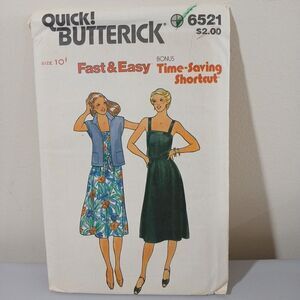 QUICK!
BUTTERICK
6521
$2.00
SIZE 10
Fast & Easy
BONUS
Time-Saving
Shortcut